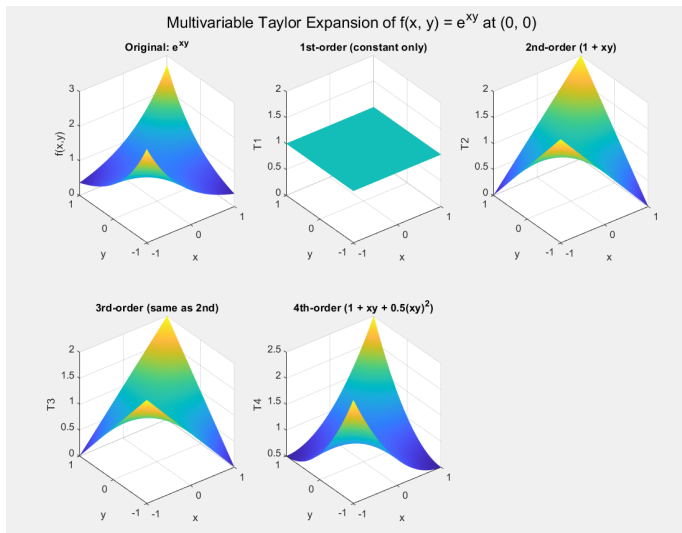 Multivariable Taylor Expansion of f(x, y) = e^xy at (0, 0)
Original: e^xy
1st-order (constant only)
2nd-order (1 + xy)
3
2
1
0
f(x,y)
1
0
-1
y
-1
0
1
x
2
1.5
1
0.5
0
T1
1
0
-1
y
-1
0
1
x
2
1.5
1
0.5
0
T2
1
0
-1
y
-1
0
1
x
3rd-order (same as 2nd)
4th-order (1 + xy + 0.5(xy)^2)
2
1.5
1
0.5
0
T3
1
0
-1
y
-1
0
1
x
2.5
2
1.5
1
0.5
T4
1
0
-1
y
-1
0
1
x